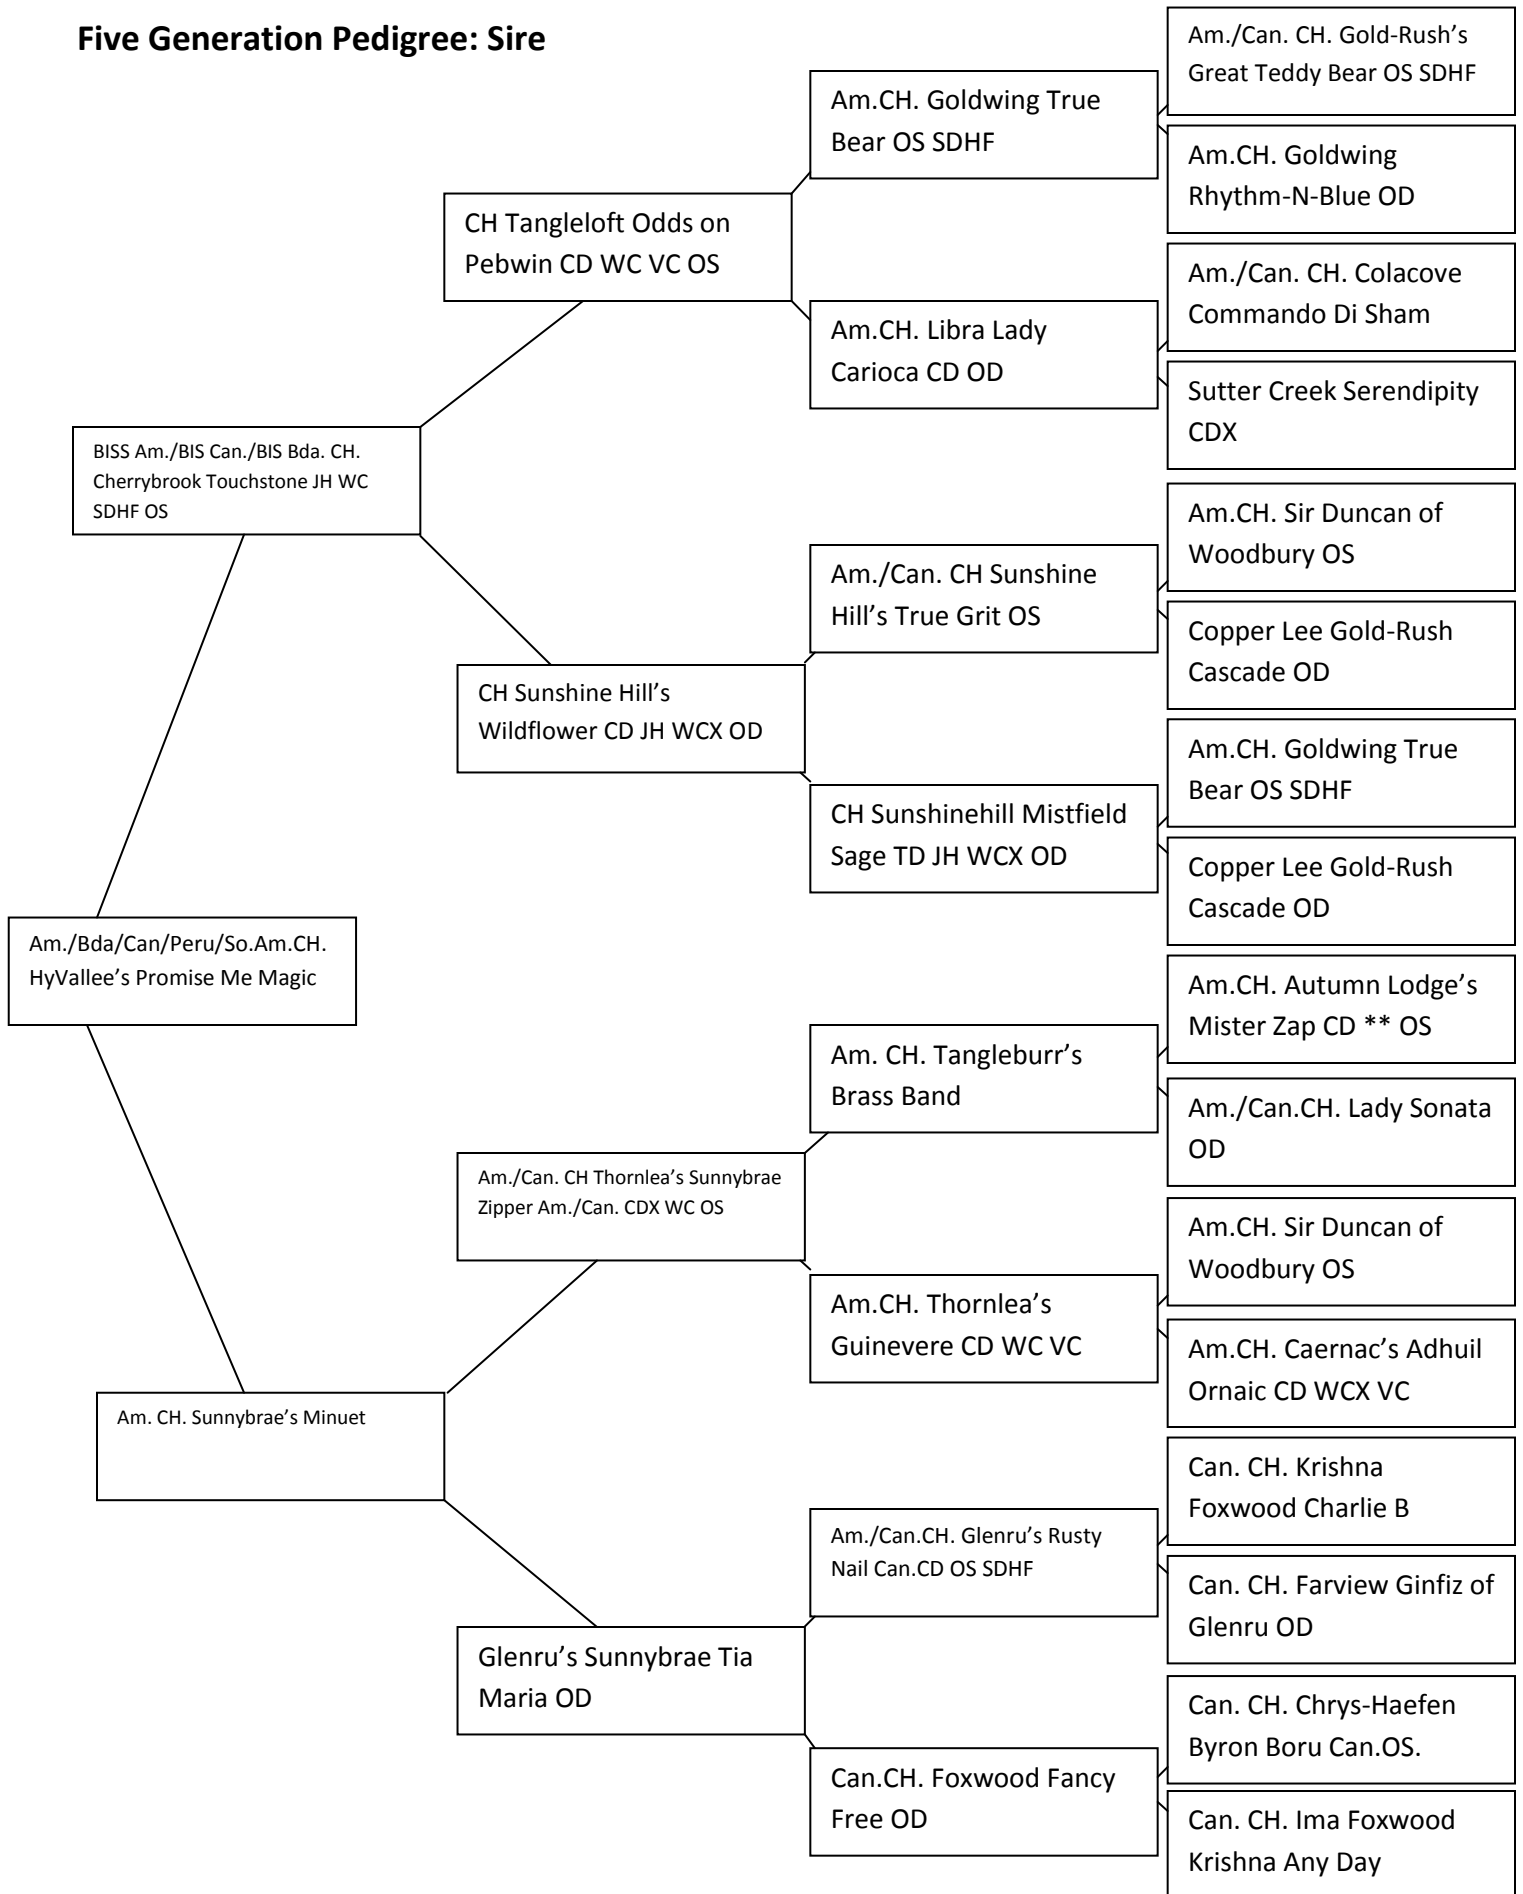 Five Generation Pedigree: Sire
Am./Can. CH. Gold-Rush’s
Great Teddy Bear OS SDHF
Am.CH. Goldwing True
Bear OS SDHF
Am.CH. Goldwing
Rhythm-N-Blue OD
CH Tangleloft Odds on
Pebwin CD WC VC OS
Am./Can. CH. Colacove
Commando Di Sham
Am.CH. Libra Lady
Carioca CD OD
Sutter Creek Serendipity
CDX
BISS Am./BIS Can./BIS Bda. CH.
Cherrybrook Touchstone JH WC
SDHF OS
Am.CH. Sir Duncan of
Woodbury OS
Am./Can. CH Sunshine
Hill’s True Grit OS
Copper Lee Gold-Rush
Cascade OD
CH Sunshine Hill’s
Wildflower CD JH WCX OD
Am.CH. Goldwing True
Bear OS SDHF
CH Sunshinehill Mistfield
Sage TD JH WCX OD
Copper Lee Gold-Rush
Cascade OD
Am./Bda/Can/Peru/So.Am.CH.
HyVallee’s Promise Me Magic
Am.CH. Autumn Lodge’s
Mister Zap CD ** OS
Am. CH. Tangleburr’s
Brass Band
Am./Can.CH. Lady Sonata
OD
Am./Can. CH Thornlea’s Sunnybrae
Zipper Am./Can. CDX WC OS
Am.CH. Sir Duncan of
Woodbury OS
Am.CH. Thornlea’s
Guinevere CD WC VC
Am.CH. Caernac’s Adhuil
Ornaic CD WCX VC
Am. CH. Sunnybrae’s Minuet
Can. CH. Krishna
Foxwood Charlie B
Am./Can.CH. Glenru’s Rusty
Nail Can.CD OS SDHF
Can. CH. Farview Ginfiz of
Glenru OD
Glenru’s Sunnybrae Tia
Maria OD
Can. CH. Chrys-Haefen
Byron Boru Can.OS.
Can.CH. Foxwood Fancy
Free OD
Can. CH. Ima Foxwood
Krishna Any Day